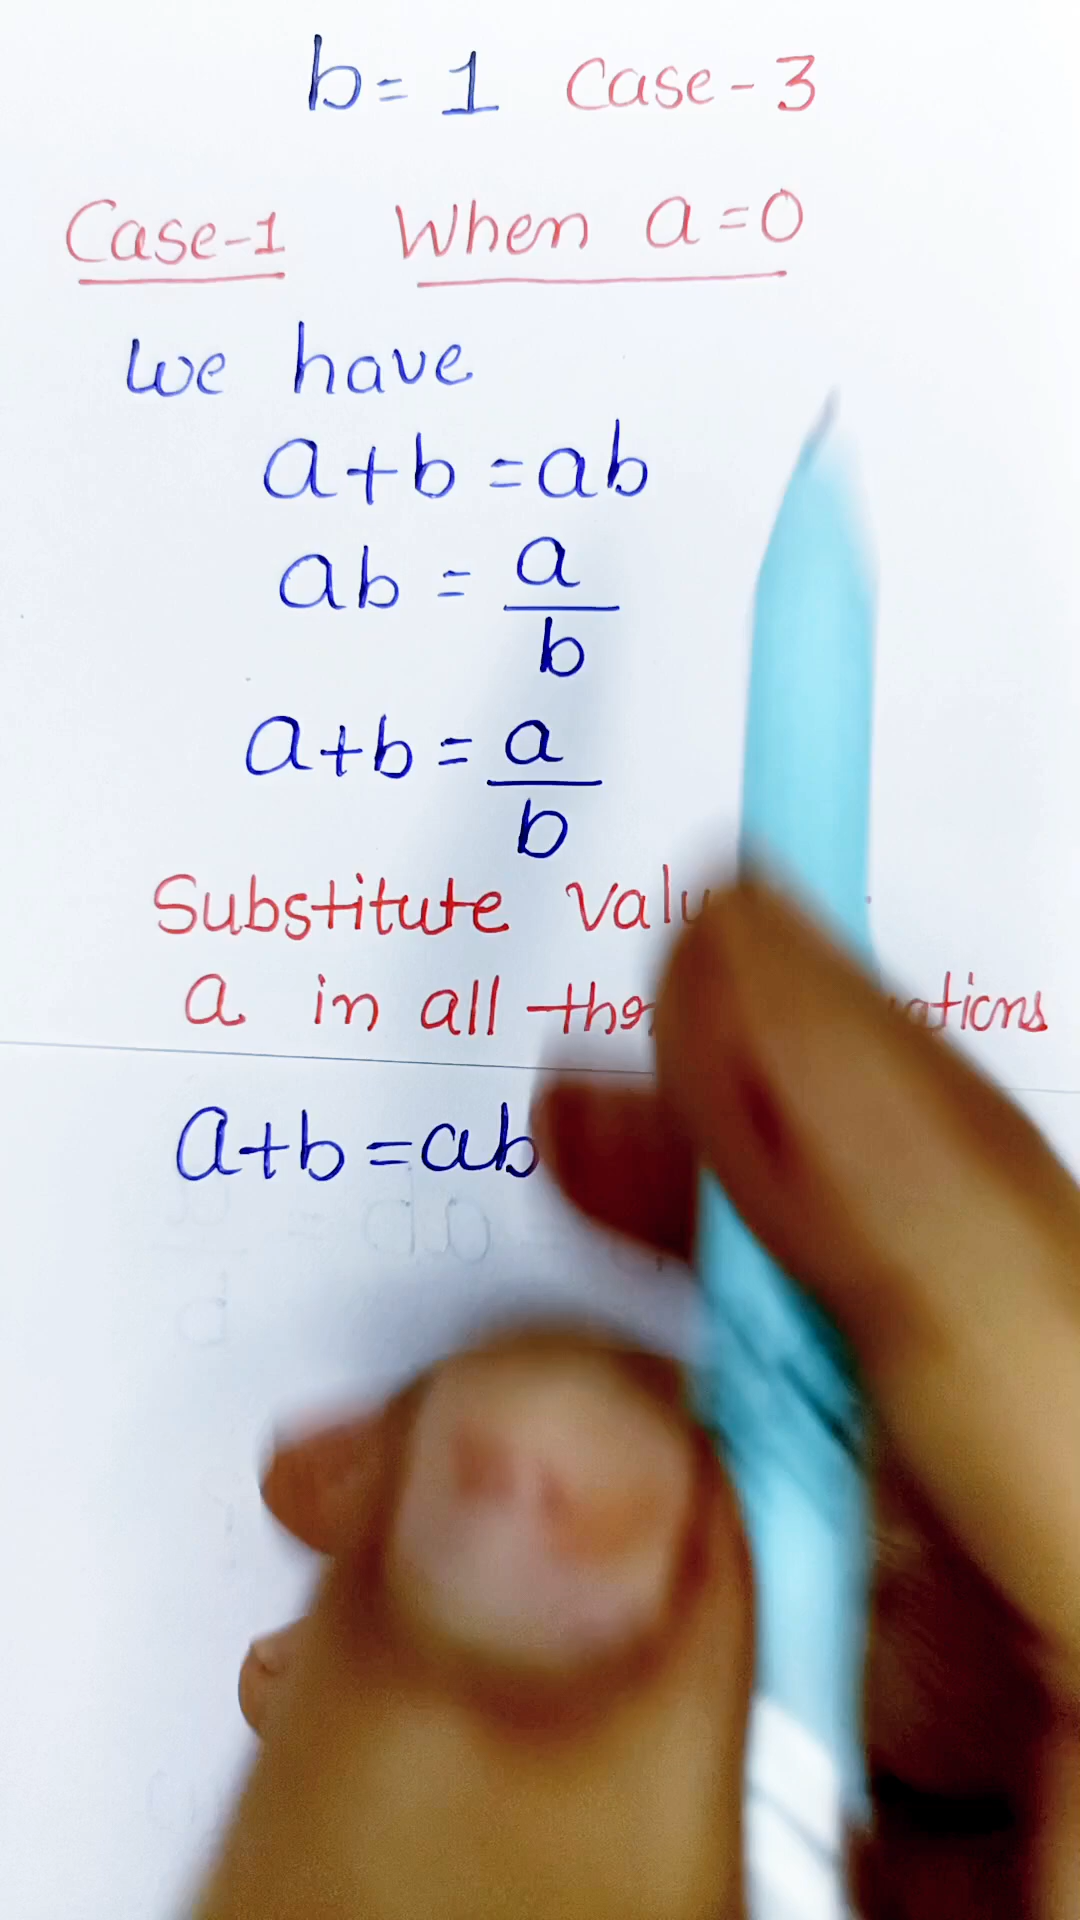 b = 1 Case - 3
Case-1 When a = 0
We have
a + b = ab
ab = a/b
a + b = a/b
Substitute
a in all
a + b = ab